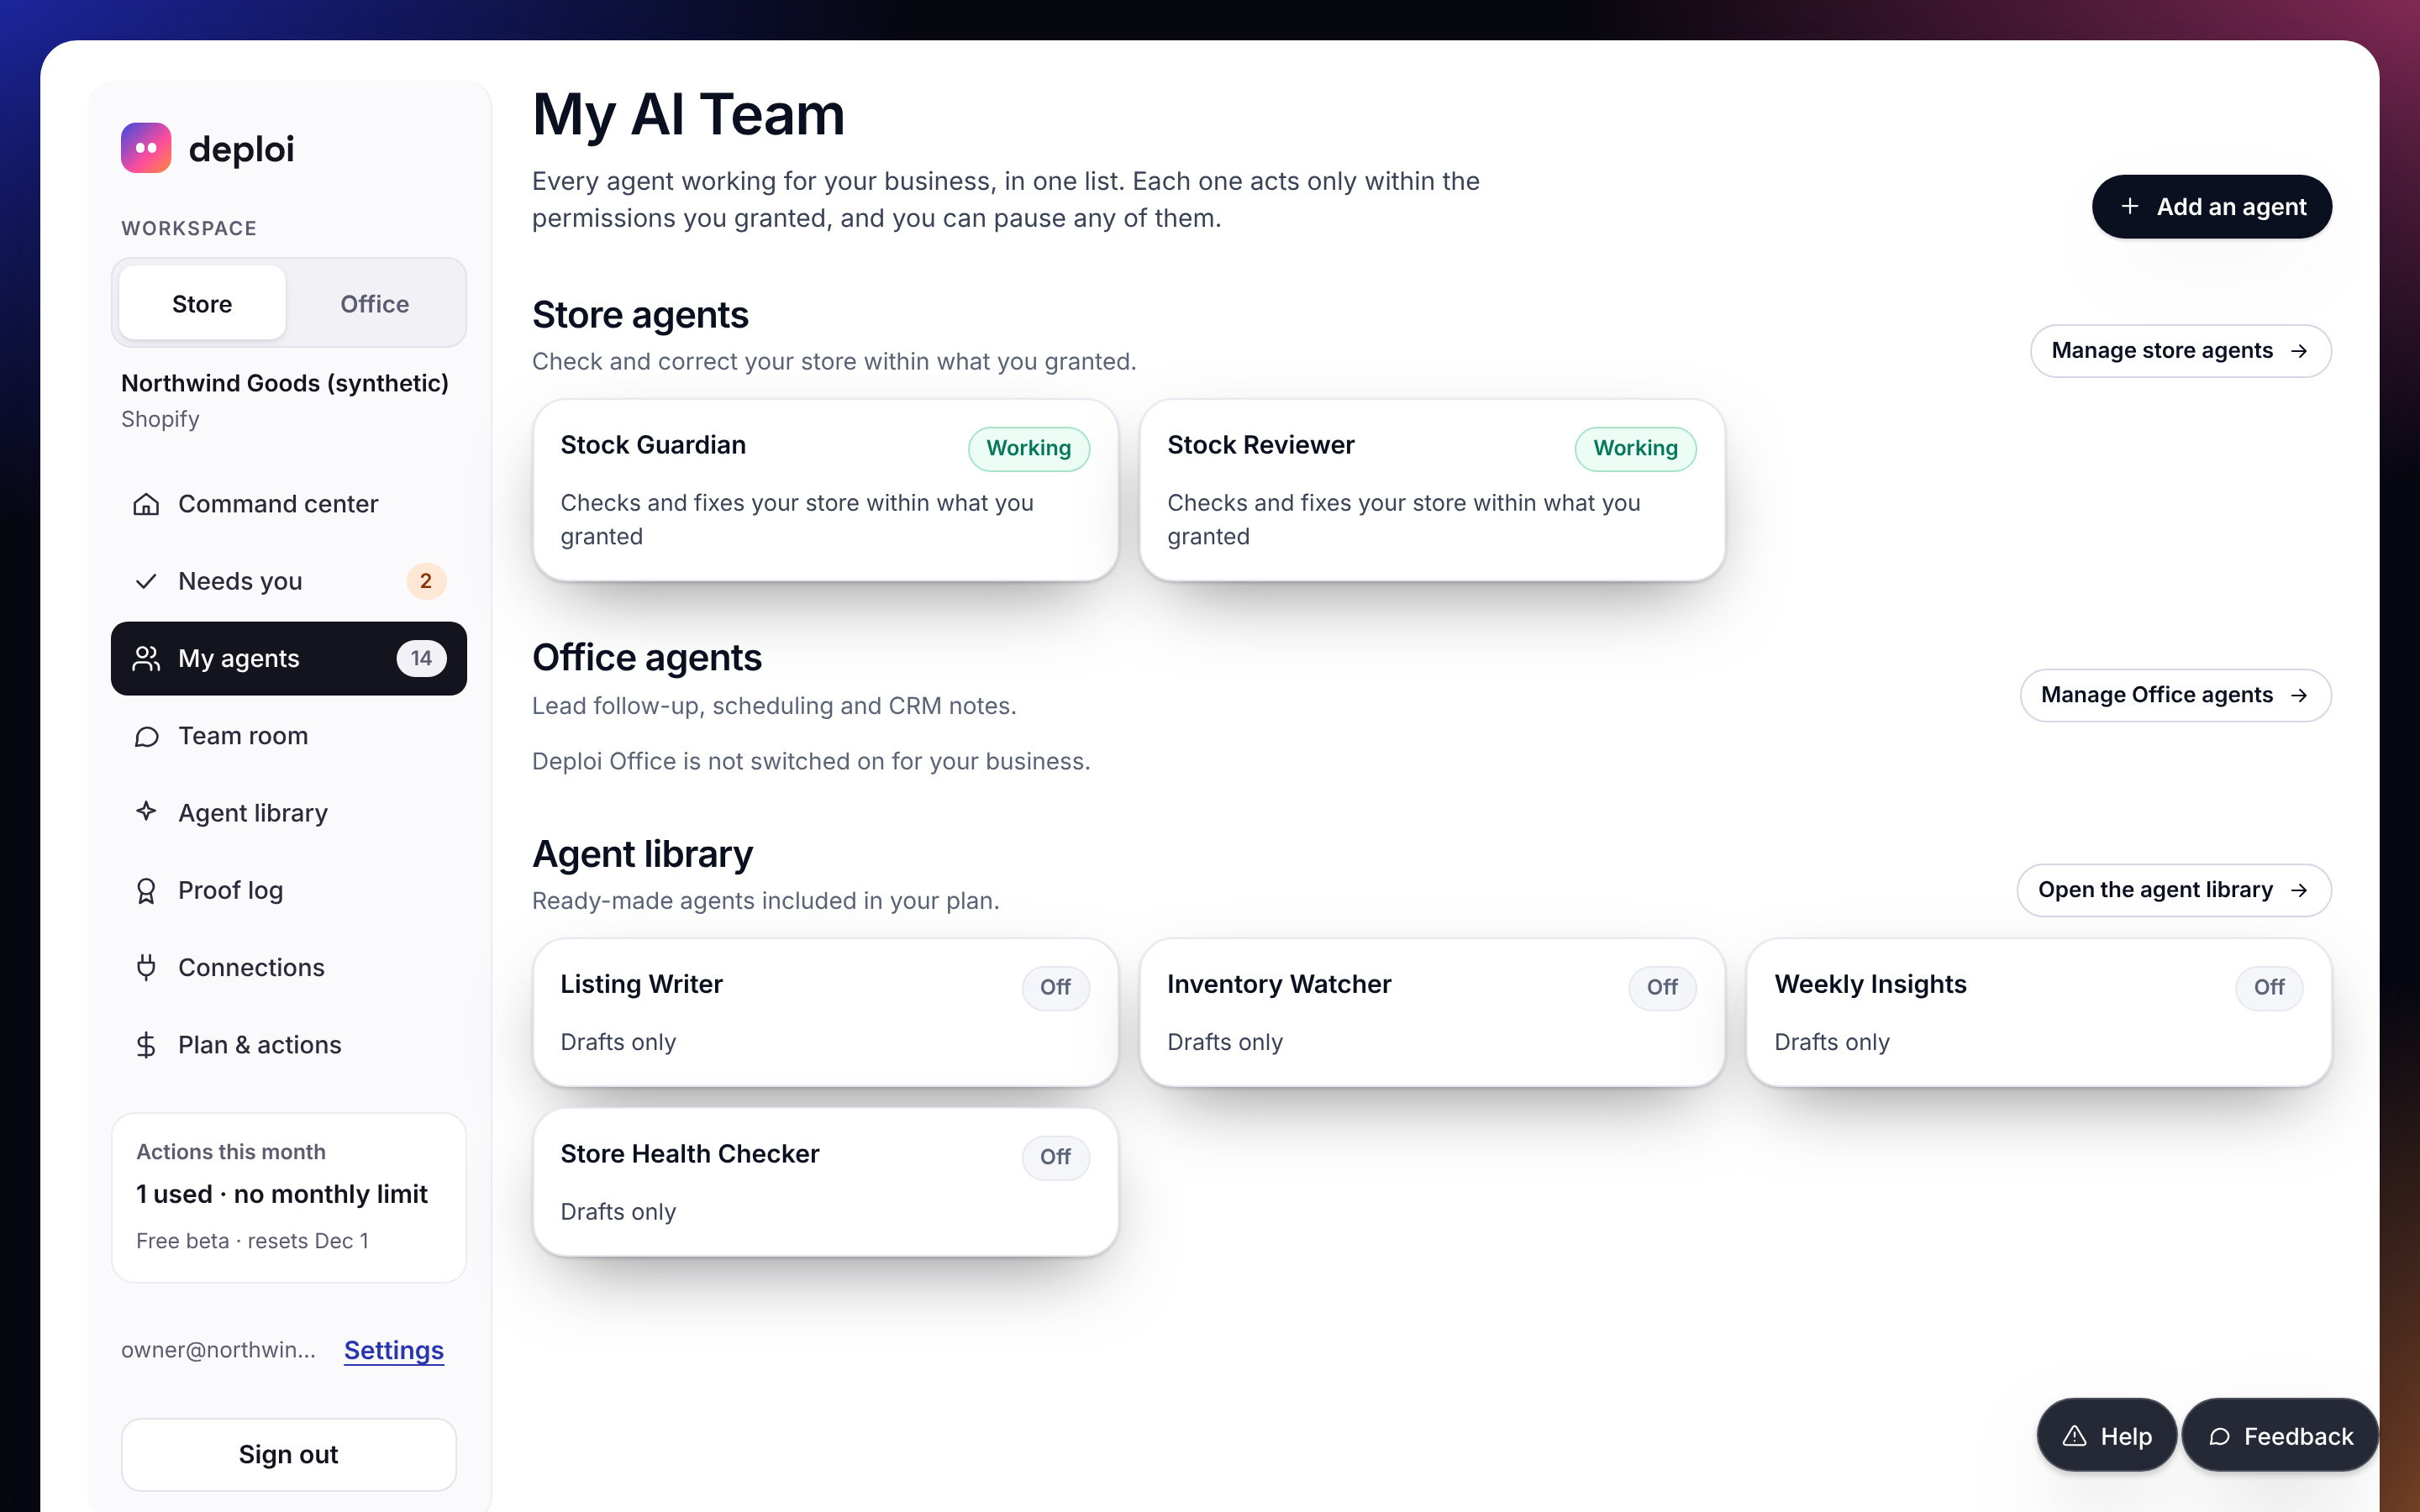 deploi
WORKSPACE
Store
Office
Northwind Goods (synthetic)
Shopify
Command center
Needs you
2
My agents
14
Team room
Agent library
Proof log
Connections
Plan & actions
Actions this month
1 used · no monthly limit
Free beta · resets Dec 1
owner@northwin...
Settings
Sign out
My AI Team
Every agent working for your business, in one list. Each one acts only within the
permissions you granted, and you can pause any of them.
Add an agent
Store agents
Check and correct your store within what you granted.
Manage store agents →
Stock Guardian
Working
Checks and fixes your store within what you
granted
Stock Reviewer
Working
Checks and fixes your store within what you
granted
Office agents
Lead follow-up, scheduling and CRM notes.
Manage Office agents →
Deploi Office is not switched on for your business.
Agent library
Ready-made agents included in your plan.
Open the agent library →
Listing Writer
Off
Drafts only
Inventory Watcher
Off
Drafts only
Weekly Insights
Off
Drafts only
Store Health Checker
Off
Drafts only
Help
Feedback